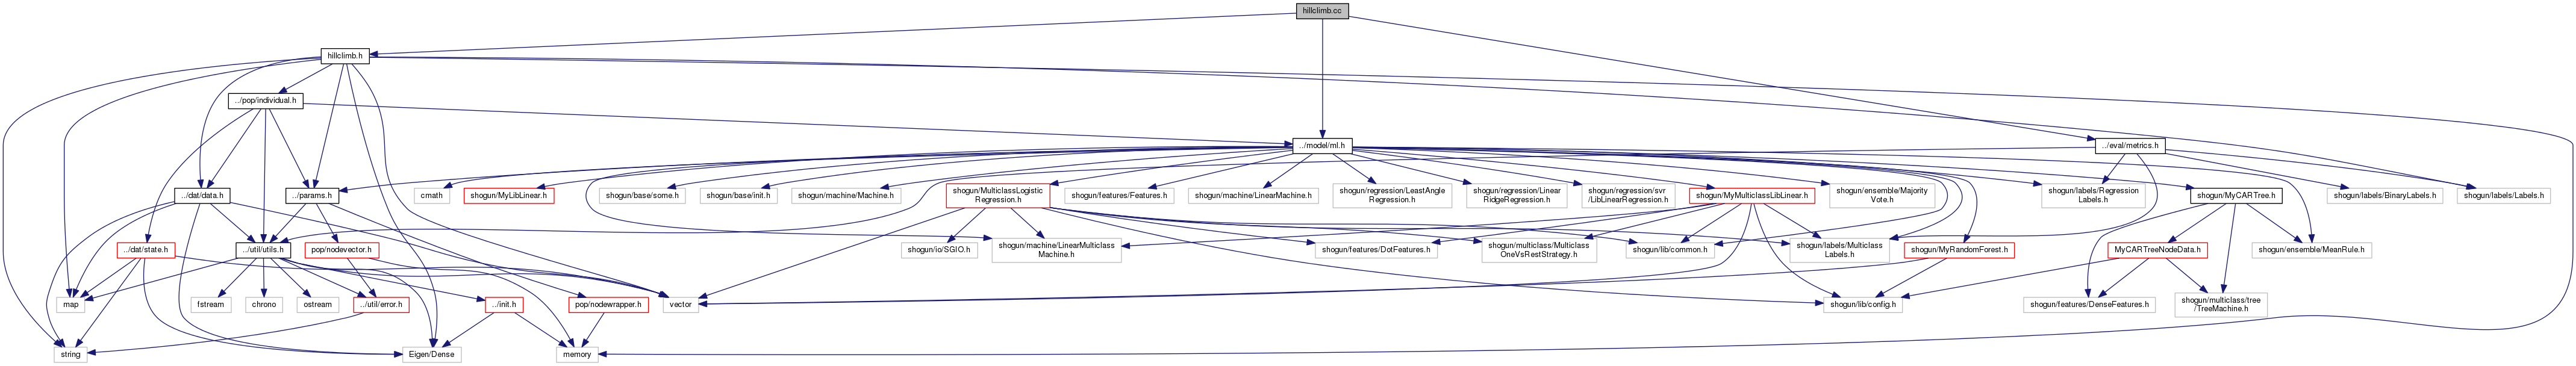 hillclimb.cc
hillclimb.h
../pop/individual.h
../model/ml.h
../eval/metrics.h
../dat/data.h
../params.h
cmath
shogun/MyLibLinear.h
shogun/base/some.h
shogun/base/init.h
shogun/machine/Machine.h
shogun/MulticlassLogistic
Regression.h
shogun/features/Features.h
shogun/machine/LinearMachine.h
shogun/regression/LeastAngle
Regression.h
shogun/regression/Linear
RidgeRegression.h
shogun/regression/svr
/LibLinearRegression.h
shogun/MyMulticlassLibLinear.h
shogun/ensemble/Majority
Vote.h
shogun/labels/Regression
Labels.h
shogun/MyCARTree.h
shogun/labels/BinaryLabels.h
shogun/labels/Labels.h
../dat/state.h
../util/utils.h
pop/nodevector.h
shogun/io/SGIO.h
shogun/machine/LinearMulticlass
Machine.h
shogun/features/DotFeatures.h
shogun/multiclass/Multiclass
OneVsRestStrategy.h
shogun/lib/common.h
shogun/labels/Multiclass
Labels.h
shogun/MyRandomForest.h
MyCARTreeNodeData.h
shogun/ensemble/MeanRule.h
map
fstream
chrono
ostream
../util/error.h
../init.h
pop/nodewrapper.h
vector
shogun/lib/config.h
shogun/features/DenseFeatures.h
shogun/multiclass/tree
/TreeMachine.h
string
Eigen/Dense
memory